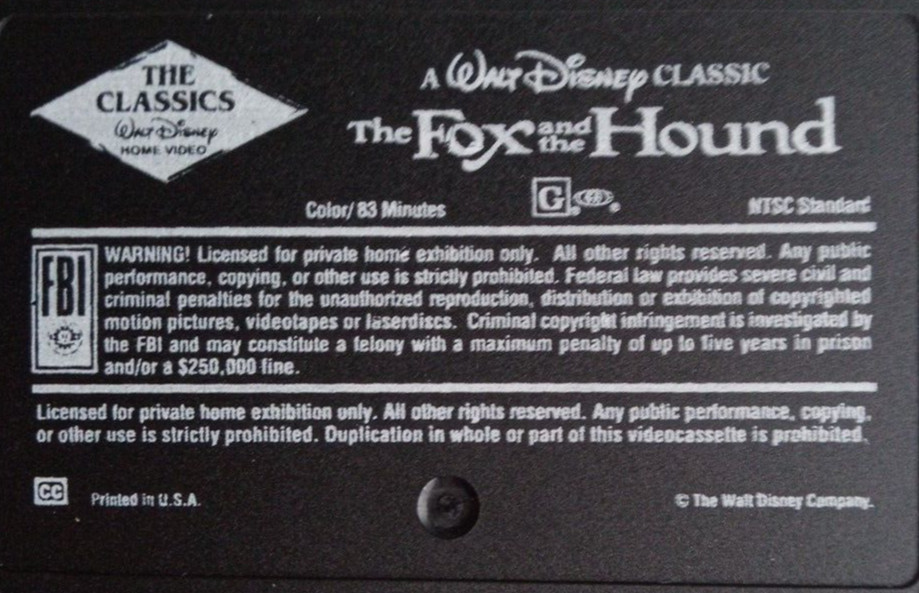 THE
CLASSICS
WALT DISNEY
HOME VIDEO
A WALT DISNEY CLASSIC
The Fox and the Hound
Color/ 83 Minutes
G
NTSC Standard
FBI
WARNING! Licensed for private home exhibition only. All other rights reserved. Any public
performance, copying, or other use is strictly prohibited. Federal law provides severe civil and
criminal penalties for the unauthorized reproduction, distribution or exhibition of copyrighted
motion pictures, videotapes or laserdiscs. Criminal copyright infringement is investigated by
the FBI and may constitute a felony with a maximum penalty of up to five years in prison
and/or a $250,000 fine.
Licensed for private home exhibition only. All other rights reserved. Any public performance, copying,
or other use is strictly prohibited. Duplication in whole or part of this videocassette is prohibited.
CC
Printed in U.S.A.
© The Walt Disney Company.